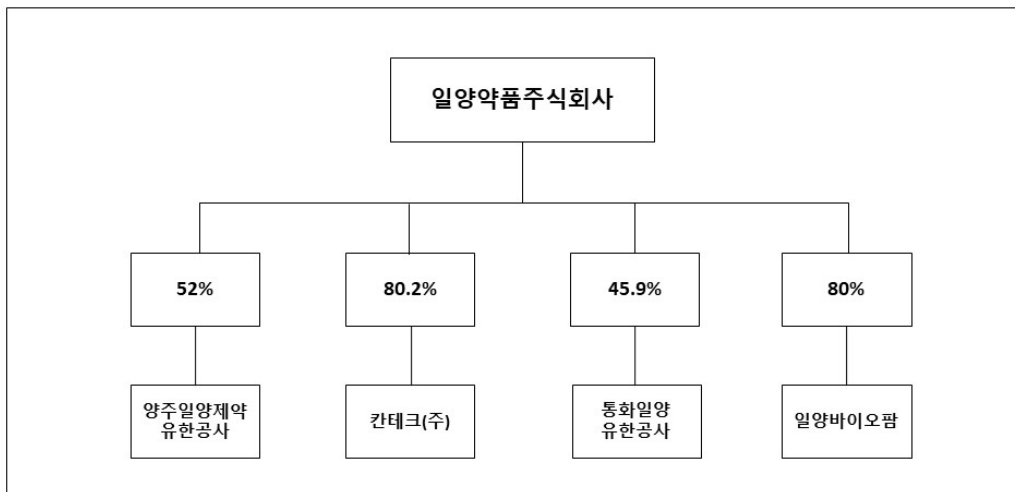 일양약품주식회사
52%
80.2%
45.9%
80%
양주일양제약
유한공사
칸테크(주)
통화일양
유한공사
일양바이오팜